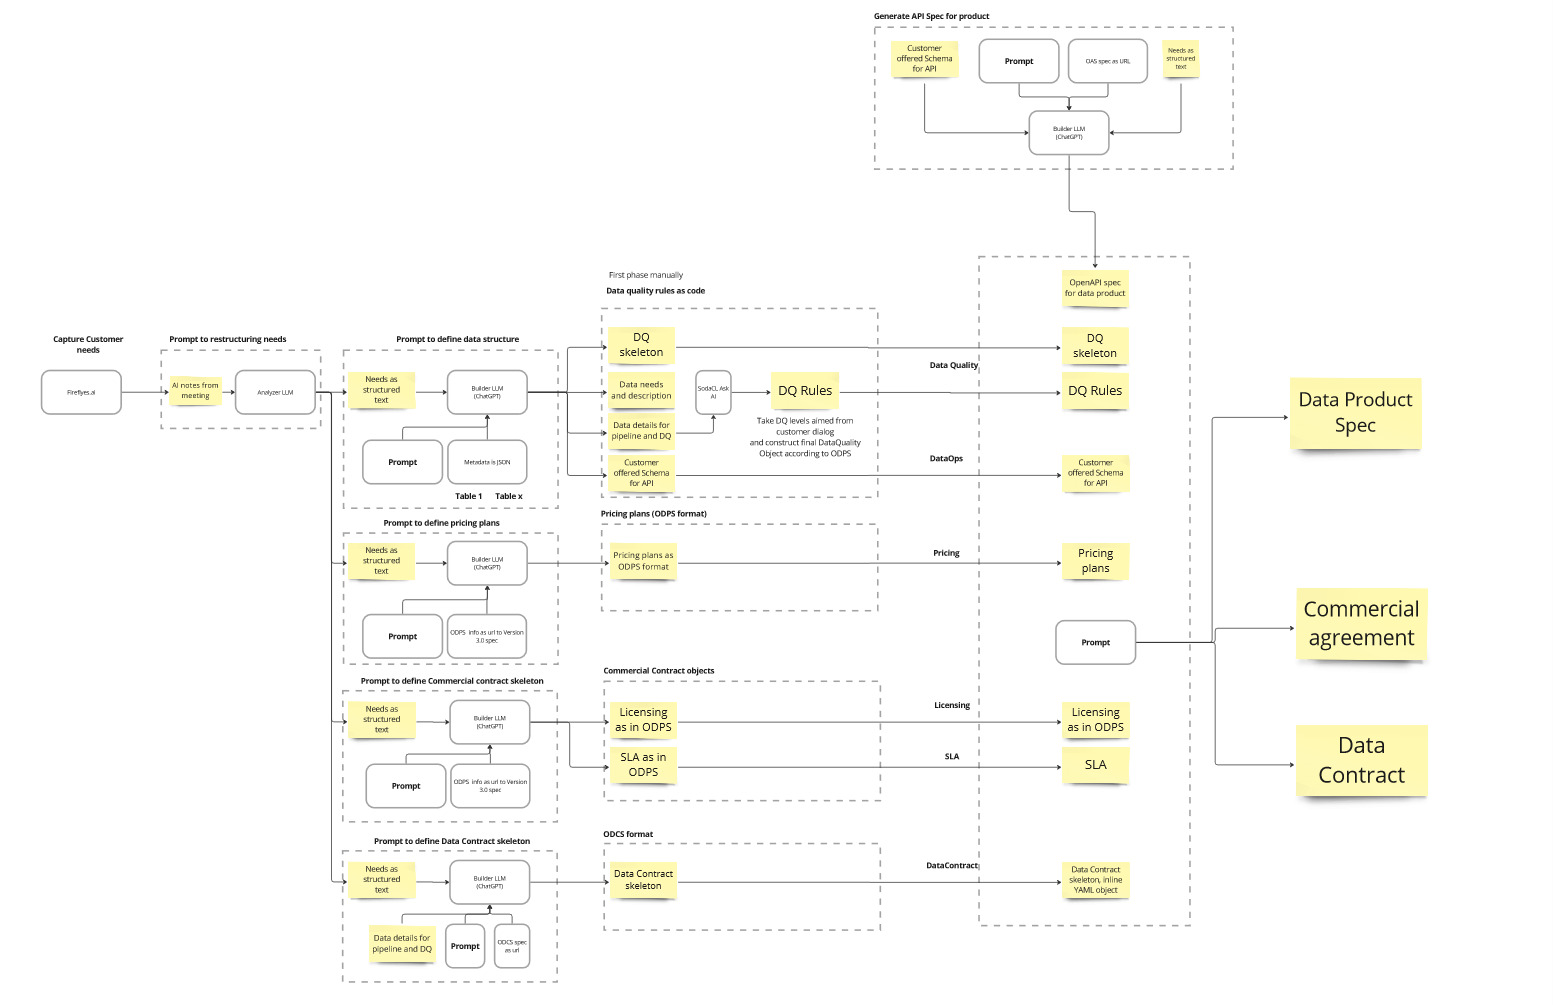 Generate API Spec for product
Customer
offered Schema
for API
Prompt
OAS spec as URL
Needs as
structured
text
Builder LLM
(ChatGPT)
Capture Customer
needs
Fireflyes.ai
Prompt to restructuring needs
AI notes from
meeting
Analyzer LLM
Prompt to define data structure
Needs as
structured
text
Builder LLM
(ChatGPT)
Prompt
Metadata is JSON
Table 1
Table x
First phase manually
Data quality rules as code
DQ
skeleton
Data needs
and description
Data details for
pipeline and DQ
Customer
offered Schema
for API
SodaCL Ask
AI
DQ Rules
Take DQ levels aimed from
customer dialog
and construct final DataQuality
Object according to ODPS
Data Quality
DataOps
OpenAPI spec
for data product
DQ
skeleton
DQ Rules
Customer
offered Schema
for API
Prompt to define pricing plans
Needs as
structured
text
Builder LLM
(ChatGPT)
Prompt
ODPS info as url to Version
3.0 spec
Pricing plans (ODPS format)
Pricing plans as
ODPS format
Pricing
Pricing
plans
Prompt
Prompt to define Commercial contract skeleton
Needs as
structured
text
Builder LLM
(ChatGPT)
Prompt
ODPS info as url to Version
3.0 spec
Commercial Contract objects
Licensing
as in ODPS
SLA as in
ODPS
Licensing
SLA
Licensing
as in ODPS
SLA
Prompt to define Data Contract skeleton
Needs as
structured
text
Builder LLM
(ChatGPT)
Data details for
pipeline and DQ
Prompt
ODCS spec
as url
ODCS format
Data Contract
skeleton
DataContract
Data Contract
skeleton, inline
YAML object
Data Product
Spec
Commercial
agreement
Data
Contract